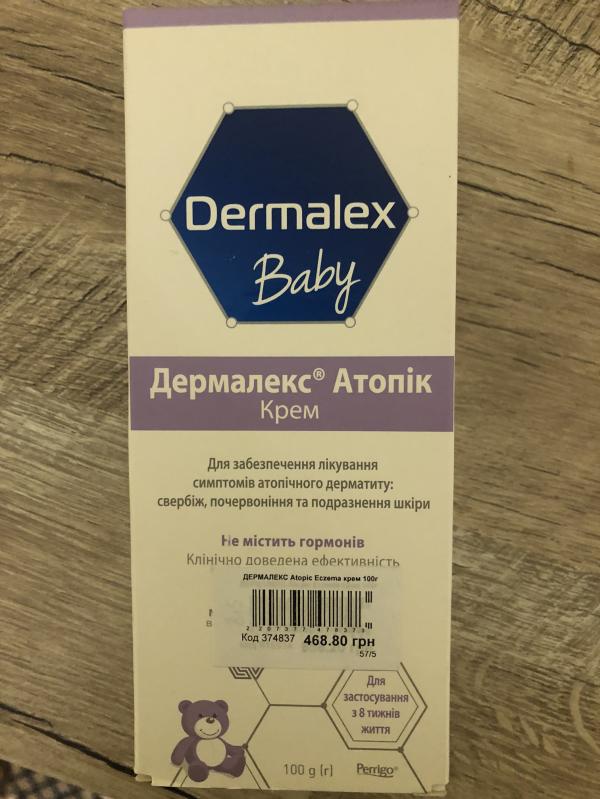 Dermalex
Baby
Дермалекс® Атопік
Крем
Для забезпечення лікування
симптомів атопічного дерматиту:
свербіж, почервоніння та подразнення шкіри
Не містить гормонів
Клінічно доведена ефективність
ДЕРМАЛЕКС Atopic Eczema крем 100г
Код 374837 468.80 грн
57/5
Для
застосування
з 8 тижнів
життя
100 g (г)
Perrigo®